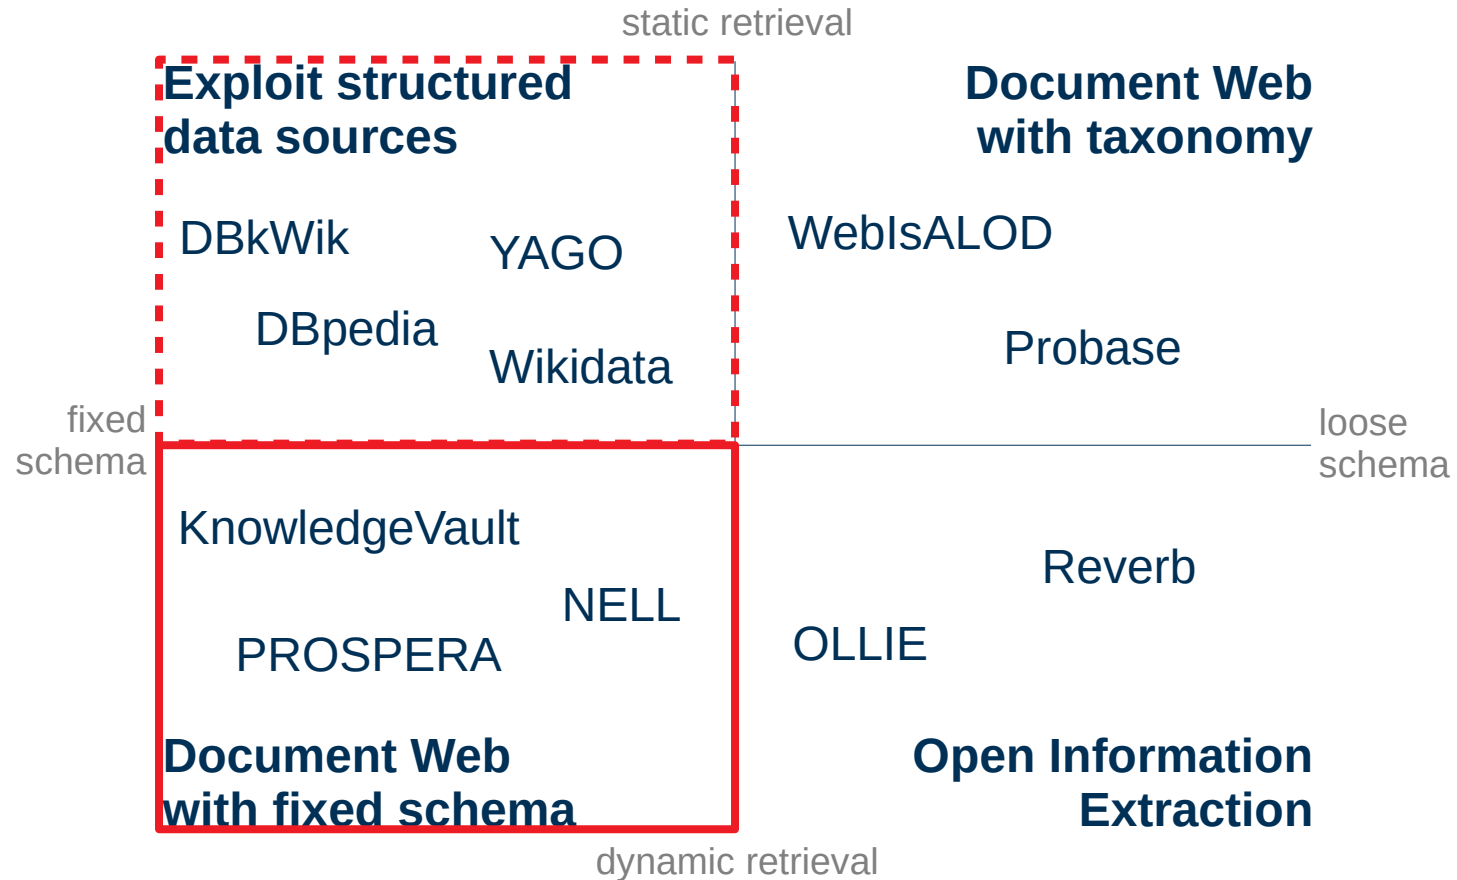 static retrieval
Exploit structured
data sources
Document Web
with taxonomy
DBkWik
YAGO
WebIsALOD
DBpedia
Wikidata
Probase
fixed
schema
loose
schema
KnowledgeVault
NELL
PROSPERA
Reverb
OLLIE
Document Web
with fixed schema
Open Information
Extraction
dynamic retrieval